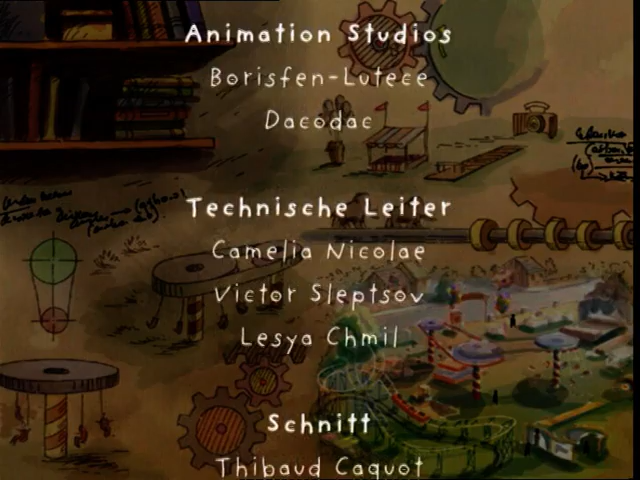 Animation Studios
Borisfen-Lutece
Dacodac
Technische Leiter
Camelia Nicolae
Victor Sleptsov
Lesya Chmil
Schnitt
Thibaud Caquot